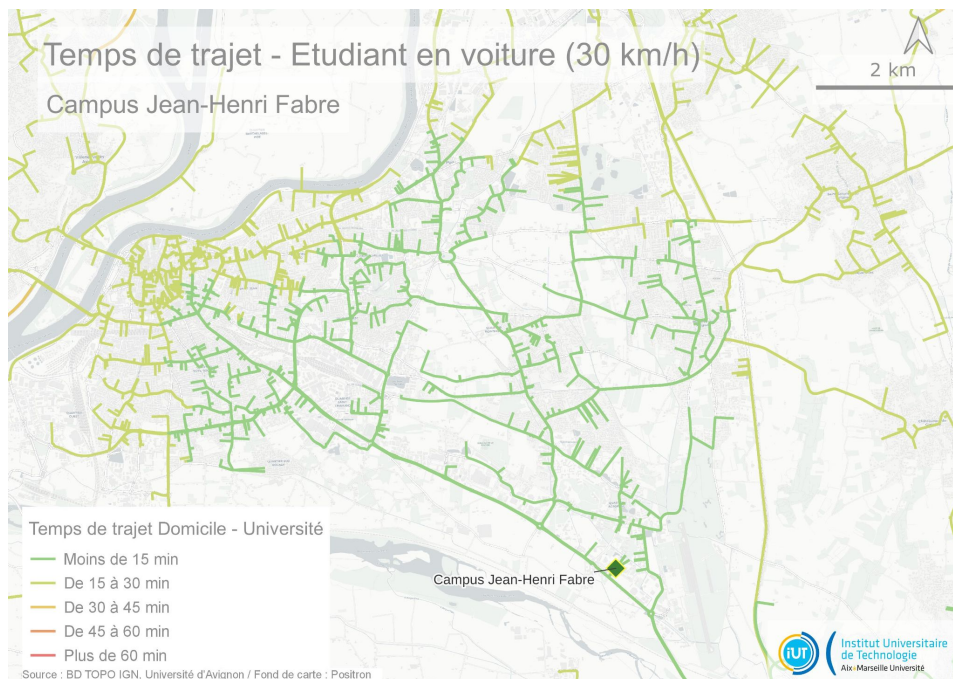 Temps de trajet - Etudiant en voiture (30 km/h)
Campus Jean-Henri Fabre
2 km
Campus Jean-Henri Fabre
Temps de trajet Domicile - Université
Moins de 15 min
De 15 à 30 min
De 30 à 45 min
De 45 à 60 min
Plus de 60 min
Source : BD TOPO IGN, Université d'Avignon / Fond de carte : Positron
iUT
Institut Universitaire
de Technologie
Aix*Marseille Université